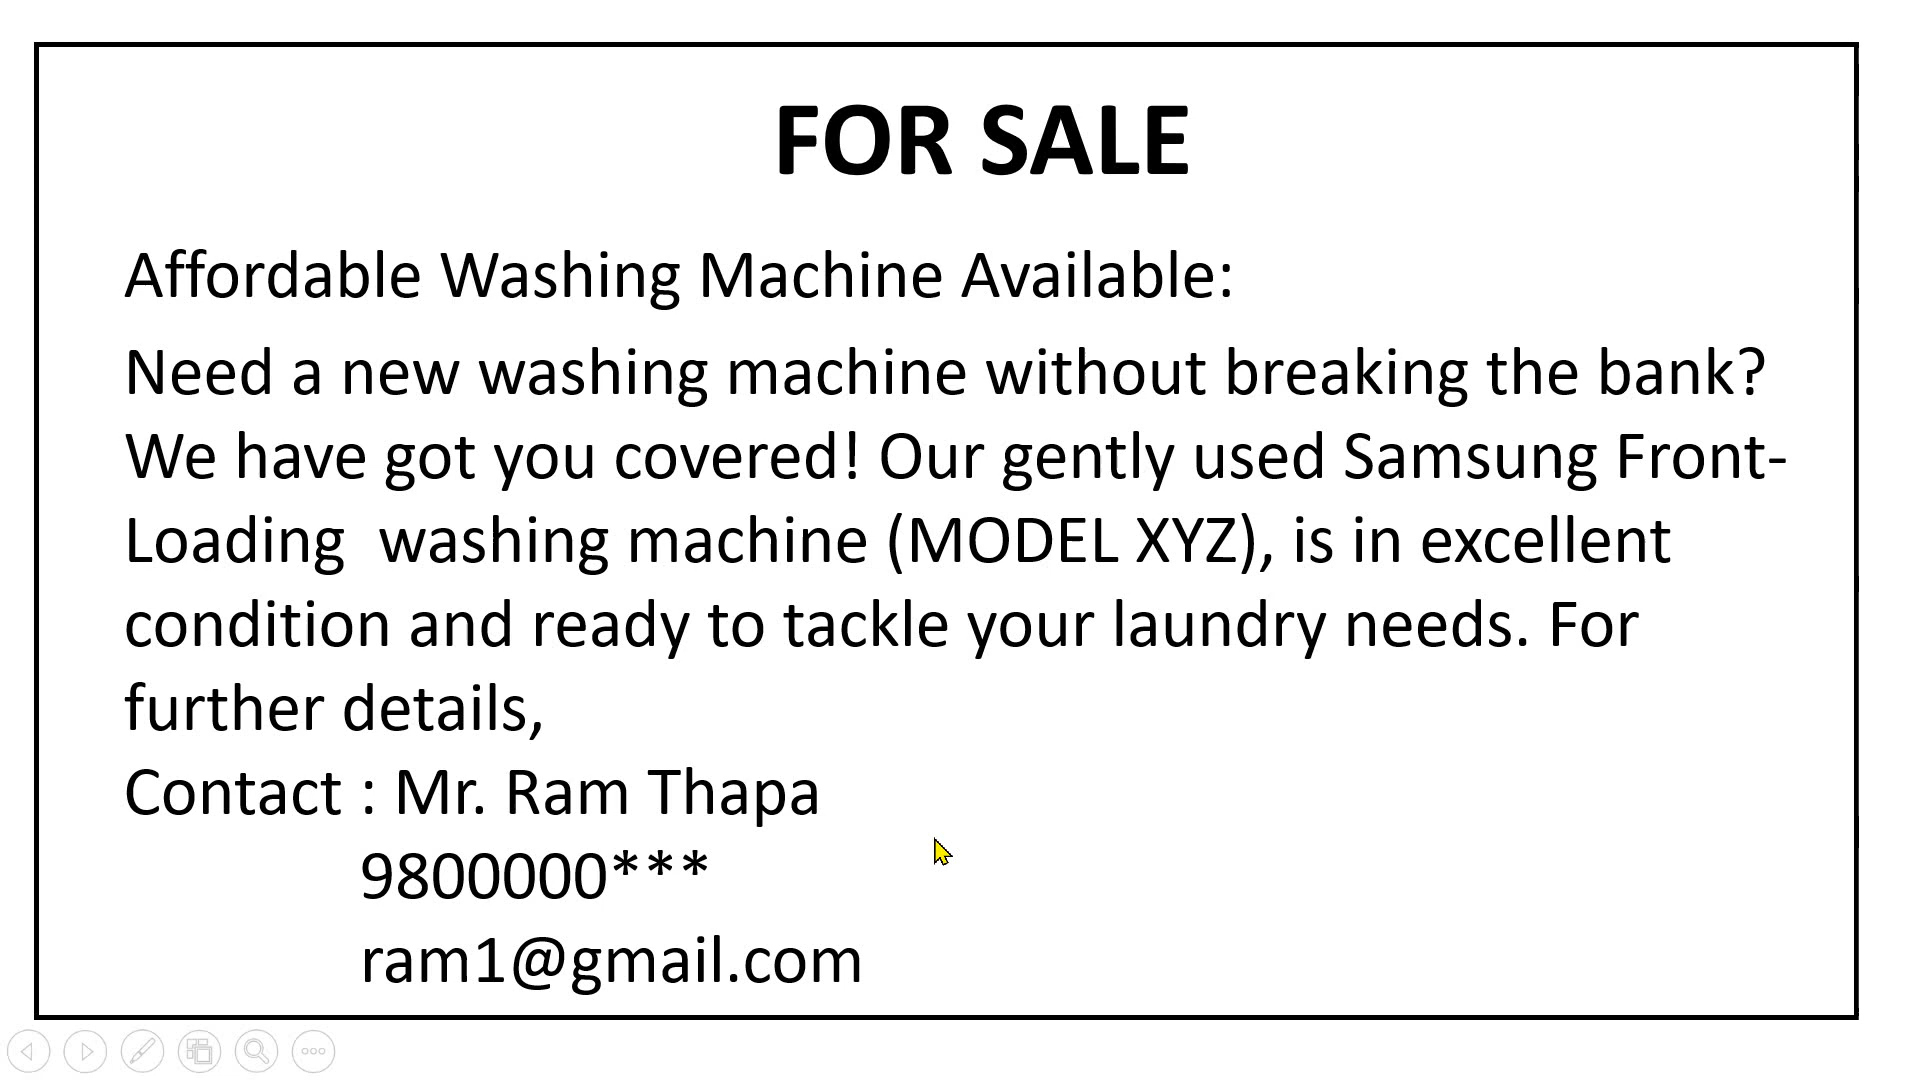 FOR SALE
Affordable Washing Machine Available:
Need a new washing machine without breaking the bank?
We have got you covered! Our gently used Samsung Front-
Loading  washing machine (MODEL XYZ), is in excellent
condition and ready to tackle your laundry needs. For
further details,
Contact : Mr. Ram Thapa
9800000***
ram1@gmail.com